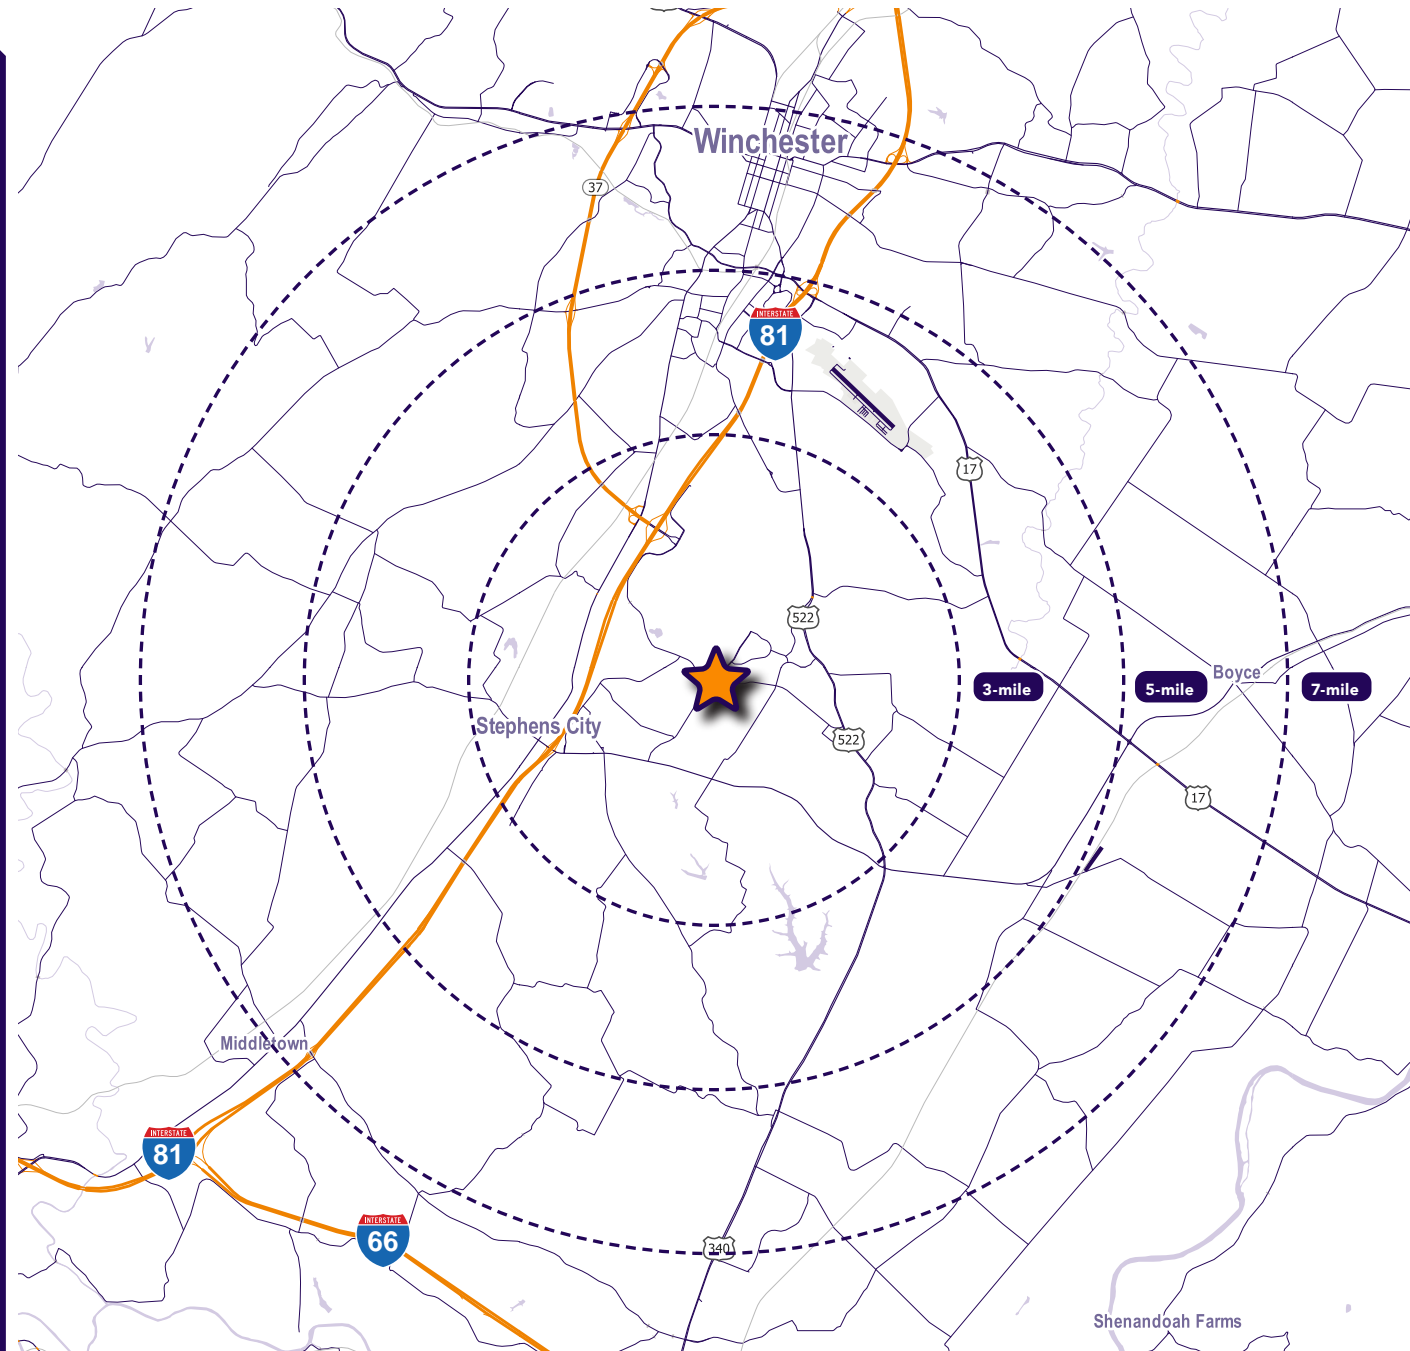 Winchester
37
INTERSTATE
81
17
522
3-mile
5-mile
Boyce
7-mile
Stephens City
522
17
Middletown
INTERSTATE
81
INTERSTATE
66
340
Shenandoah Farms